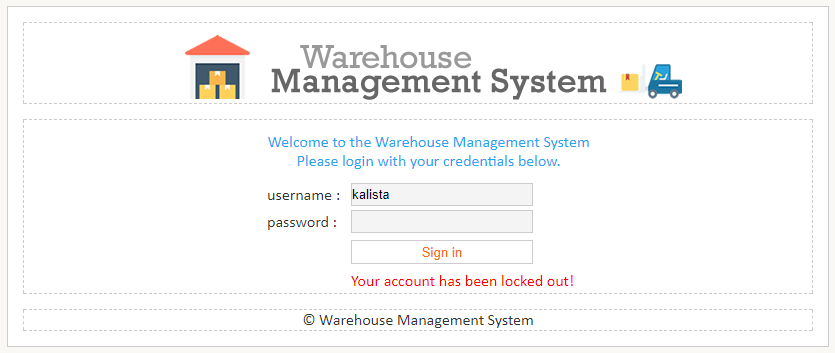 Warehouse
Management System
Welcome to the Warehouse Management System
Please login with your credentials below.
username : kalista
password :
Sign in
Your account has been locked out!
© Warehouse Management System